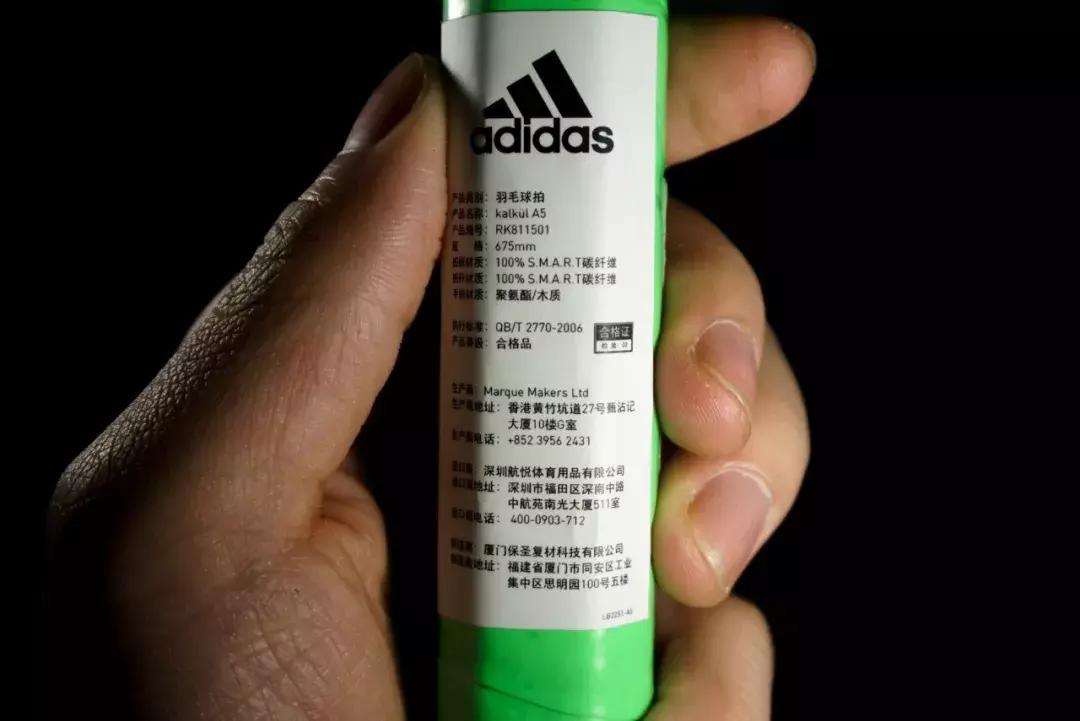 adidas
产品类别：羽毛球拍
产品名称：kalkül A5
产品编号：RK811501
规 格：675mm
拍框材质：100% S.M.A.R.T碳纤维
拍杆材质：100% S.M.A.R.T碳纤维
手柄材质：聚氨酯/木质
执行标准：QB/T 2770-2006
合格证
产品等级：合格品
生产商：Marque Makers Ltd
生产商地址：香港黄竹坑道27号甄沾记
大厦10楼G室
生产商电话：+852 3956 2431
进口商：深圳航悦体育用品有限公司
进口商地址：深圳市福田区深南中路
中航苑南光大厦511室
进口商电话：400-0903-712
制造商：厦门保圣复材科技有限公司
制造商地址：福建省厦门市同安区工业
集中区思明园100号五楼